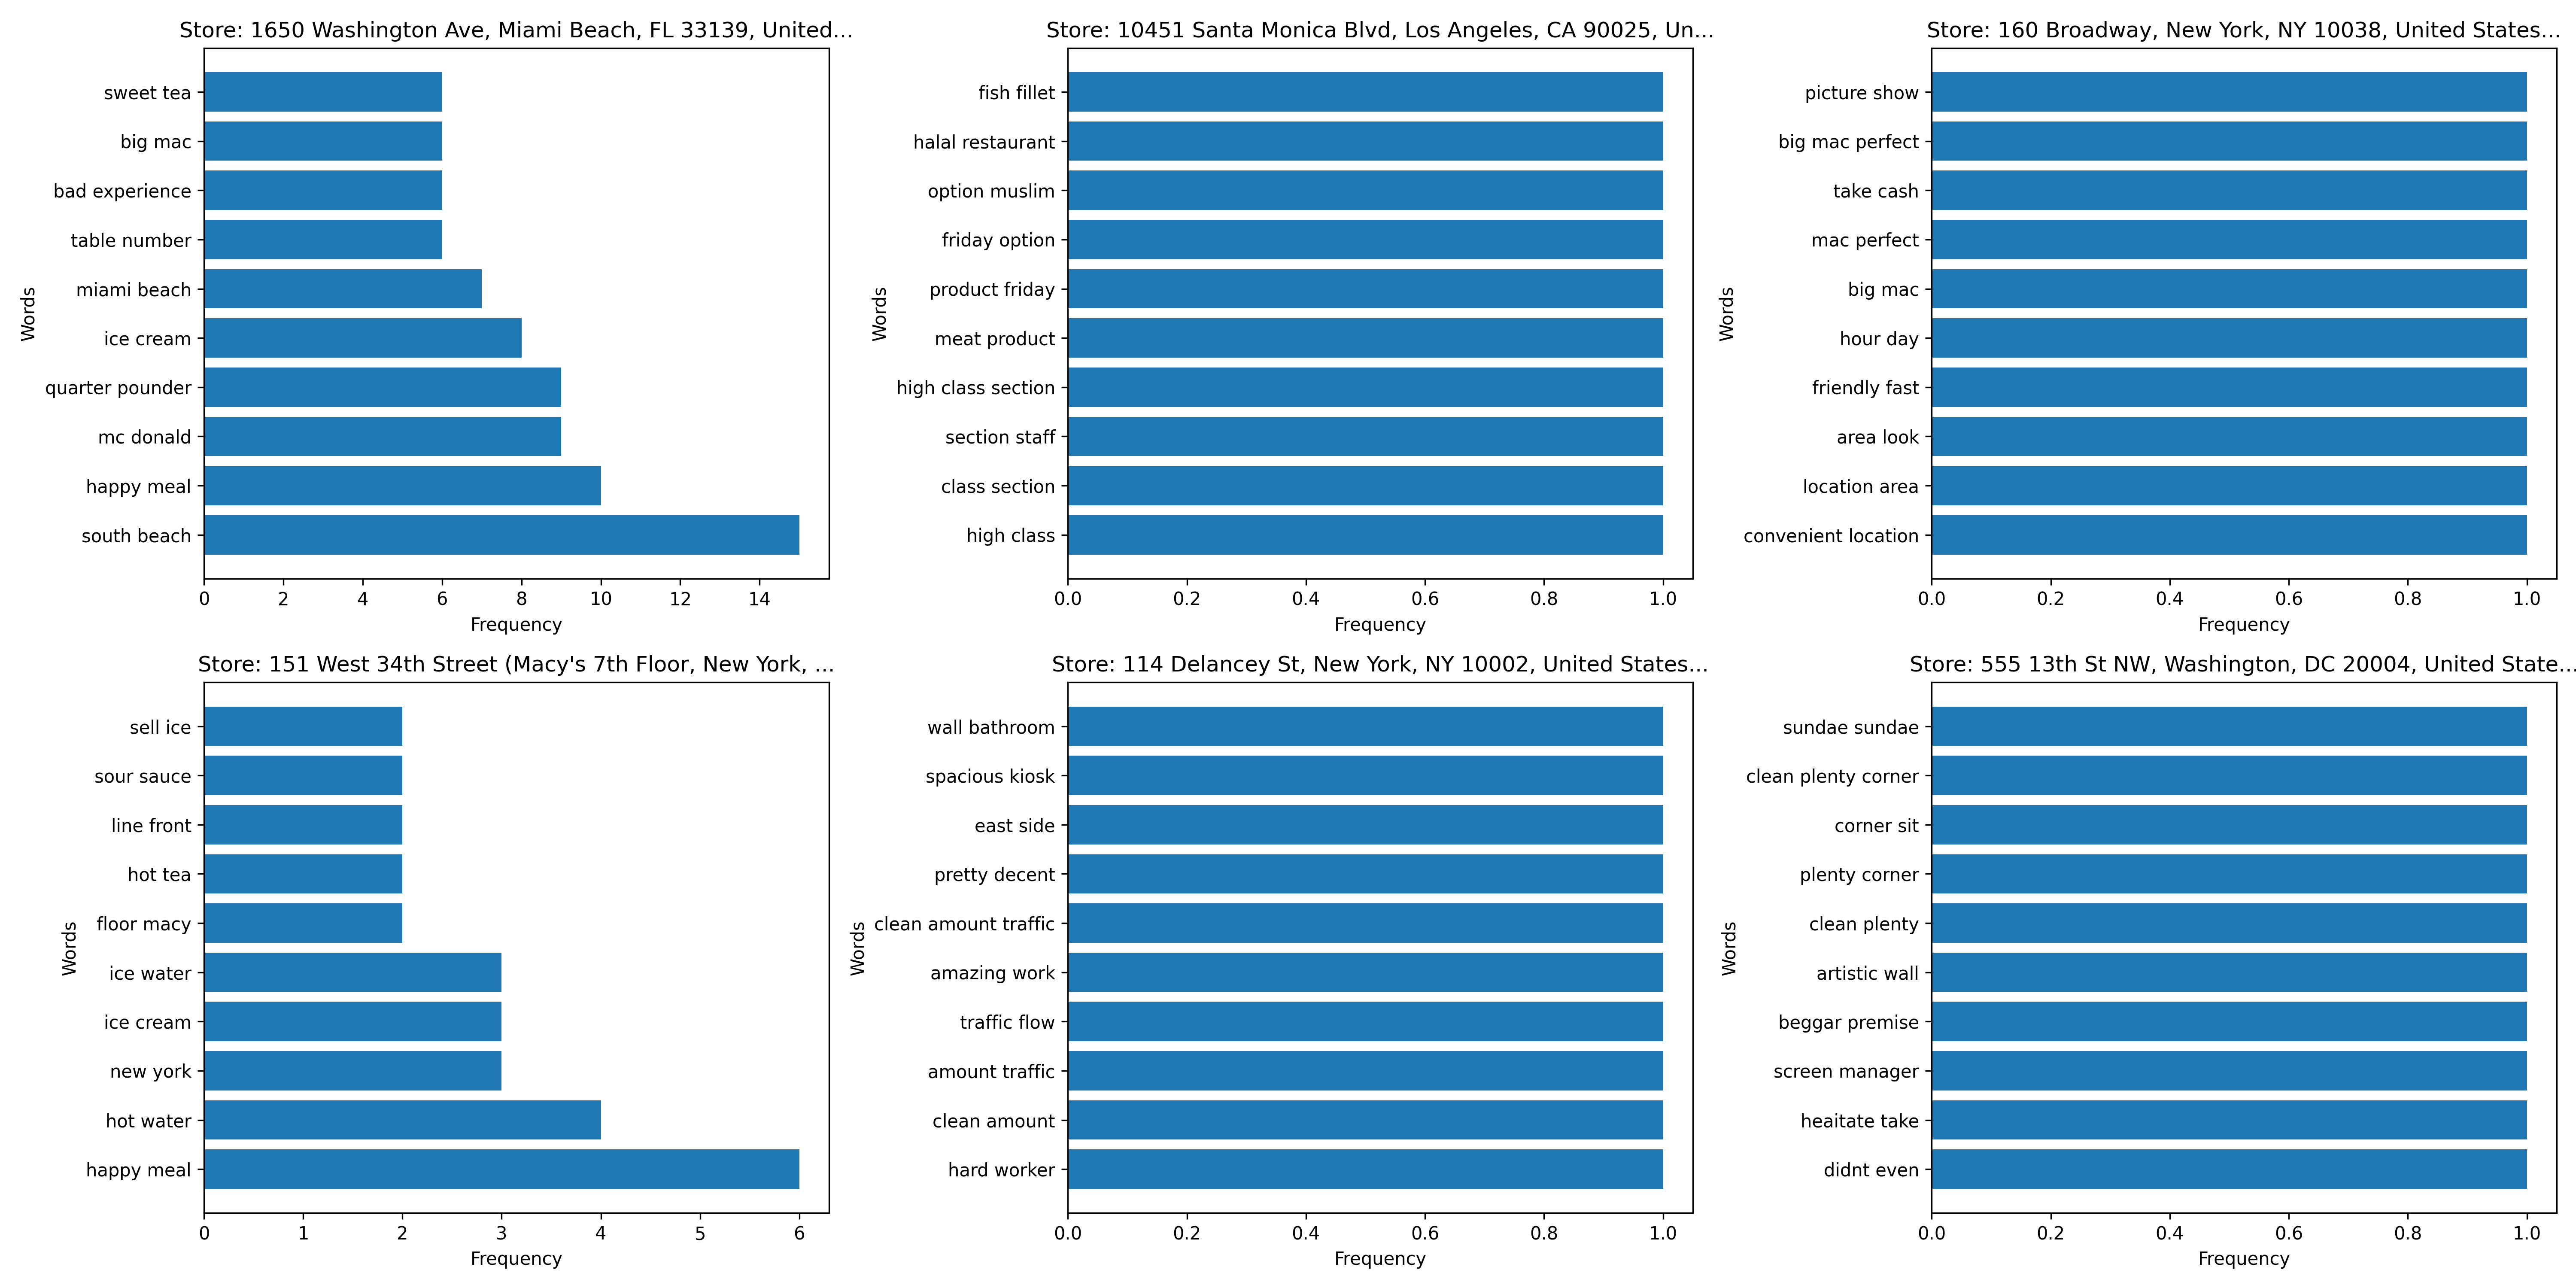 Store: 1650 Washington Ave, Miami Beach, FL 33139, United...
sweet tea
big mac
bad experience
table number
miami beach
ice cream
quarter pounder
mc donald
happy meal
south beach
Words
0 2 4 6 8 10 12 14
Frequency
Store: 10451 Santa Monica Blvd, Los Angeles, CA 90025, Un...
fish fillet
halal restaurant
option muslim
friday option
product friday
meat product
high class section
section staff
class section
high class
Words
0.0 0.2 0.4 0.6 0.8 1.0
Frequency
Store: 160 Broadway, New York, NY 10038, United States...
picture show
big mac perfect
take cash
mac perfect
big mac
hour day
friendly fast
area look
location area
convenient location
Words
0.0 0.2 0.4 0.6 0.8 1.0
Frequency
Store: 151 West 34th Street (Macy's 7th Floor, New York, ...
sell ice
sour sauce
line front
hot tea
floor macy
ice water
ice cream
new york
hot water
happy meal
Words
0 1 2 3 4 5 6
Frequency
Store: 114 Delancey St, New York, NY 10002, United States...
wall bathroom
spacious kiosk
east side
pretty decent
clean amount traffic
amazing work
traffic flow
amount traffic
clean amount
hard worker
Words
0.0 0.2 0.4 0.6 0.8 1.0
Frequency
Store: 555 13th St NW, Washington, DC 20004, United State...
sundae sundae
clean plenty corner
corner sit
plenty corner
clean plenty
artistic wall
beggar premise
screen manager
heaitate take
didnt even
Words
0.0 0.2 0.4 0.6 0.8 1.0
Frequency